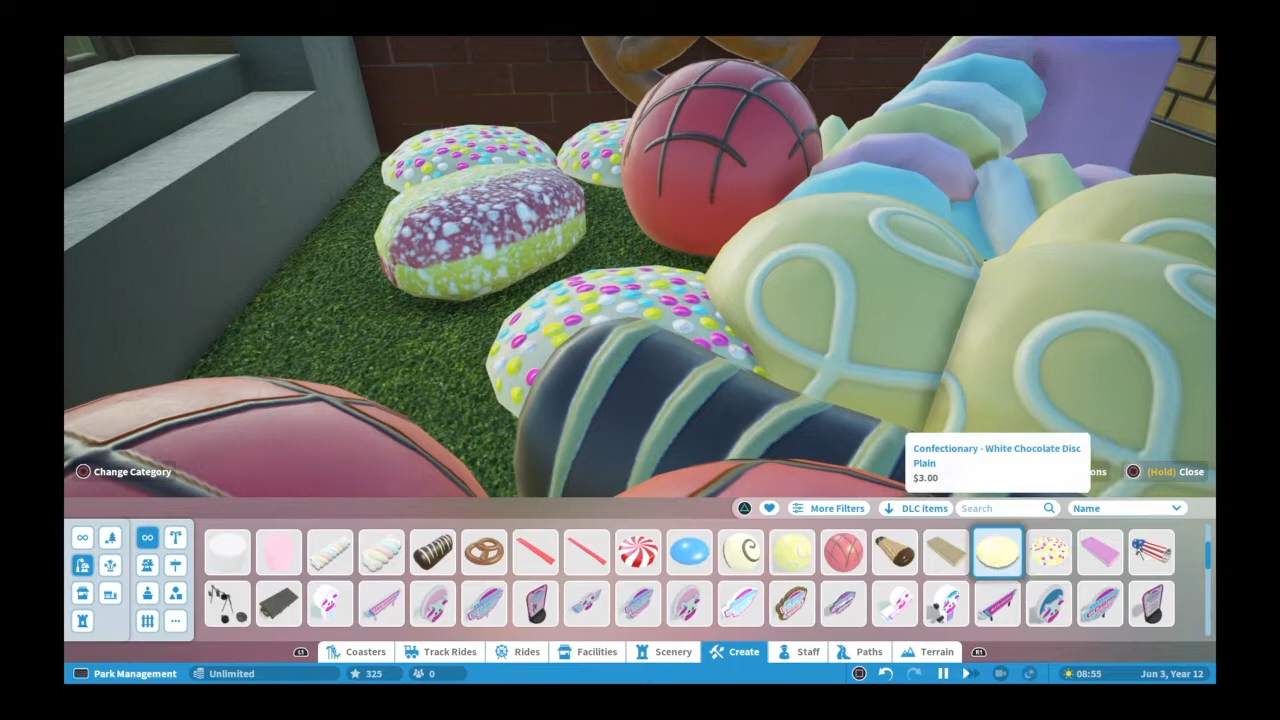 Confectionary - White Chocolate Disc
Plain
$3.00
Change Category
ons
(Hold) Close
More Filters
DLC items
Search
Name
L1
Coasters
Track Rides
Rides
Facilities
Scenery
Create
Staff
Paths
Terrain
R1
Park Management
Unlimited
325
0
08:55
Jun 3, Year 12